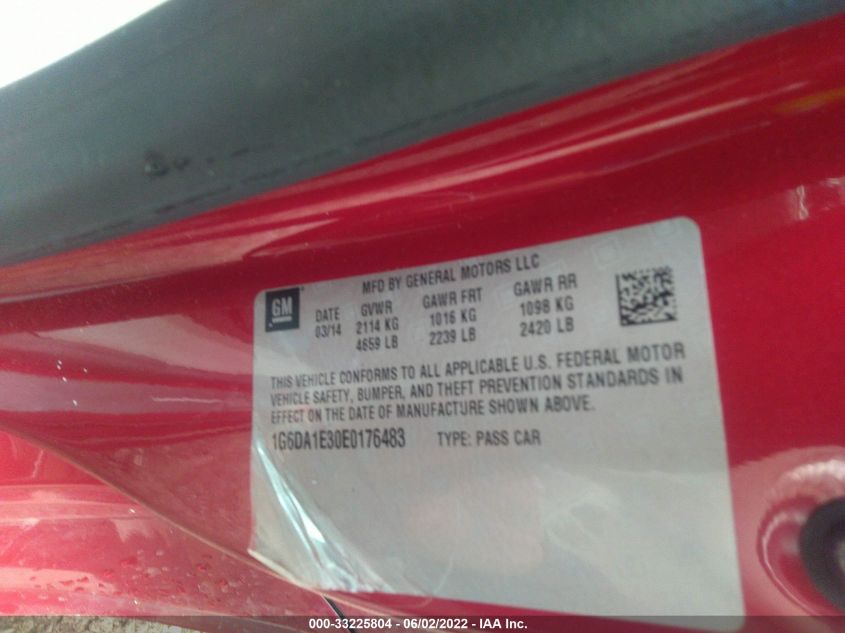 MFD BY GENERAL MOTORS LLC
GM DATE GVWR GAWR FRT GAWR RR
03/14 2114 KG 1016 KG 1098 KG
4659 LB 2239 LB 2420 LB
THIS VEHICLE CONFORMS TO ALL APPLICABLE U.S. FEDERAL MOTOR
VEHICLE SAFETY, BUMPER, AND THEFT PREVENTION STANDARDS IN
EFFECT ON THE DATE OF MANUFACTURE SHOWN ABOVE.
1G6DA1E30E0176483 TYPE: PASS CAR
000-33225804 - 06/02/2022 - IAA Inc.